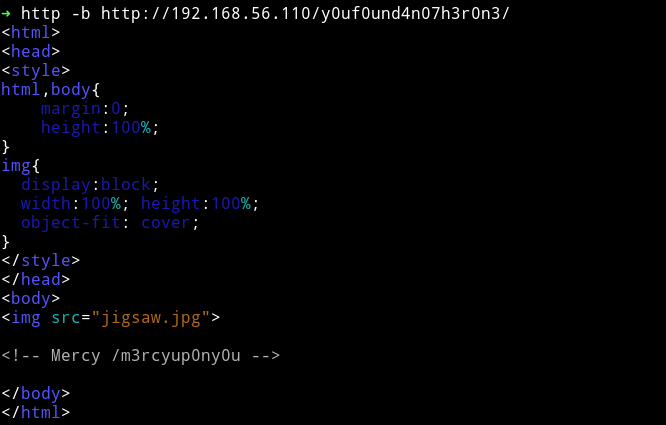 → http -b http://192.168.56.110/y0uf0und4n07h3r0n3/
<html>
<head>
<style>
html,body{
    margin:0;
    height:100%;
}
img{
  display:block;
  width:100%; height:100%;
  object-fit: cover;
}
</style>
</head>
<body>
<img src="jigsaw.jpg">

<!-- Mercy /m3rcyup0ny0u -->

</body>
</html>